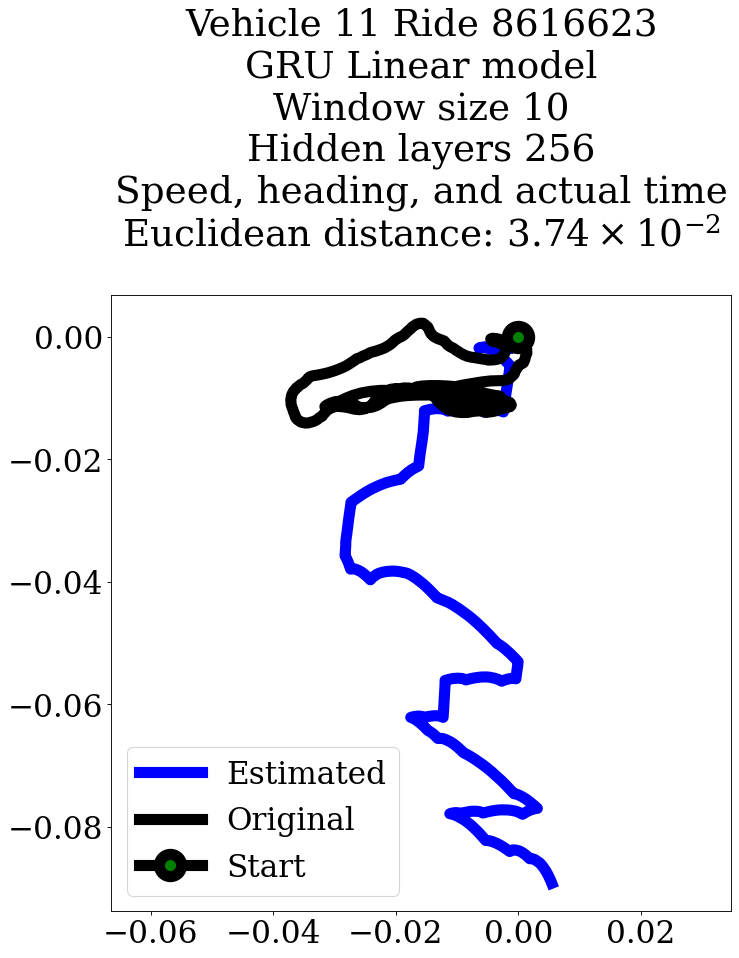 Vehicle 11 Ride 8616623
GRU Linear model
Window size 10
Hidden layers 256
Speed, heading, and actual time
Euclidean distance: 3.74 × 10⁻²
0.00
−0.02
−0.04
−0.06
−0.08
Estimated
Original
Start
−0.06 −0.04 −0.02 0.00 0.02